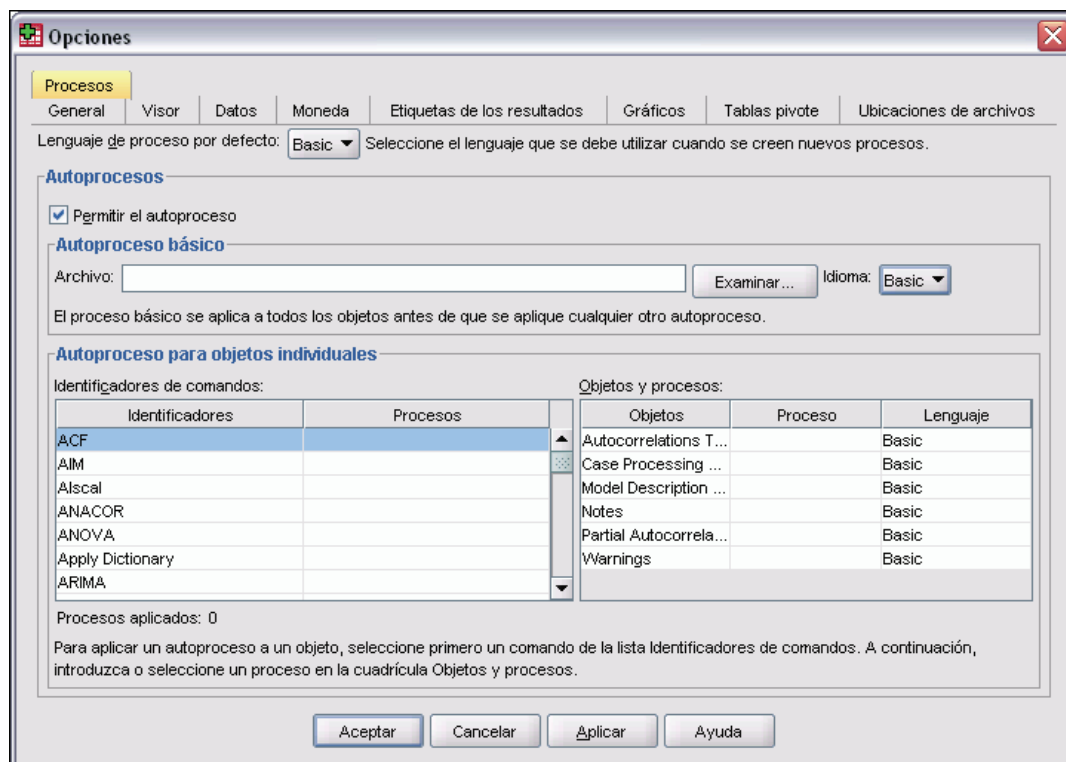 Opciones
Procesos
General Visor Datos Moneda Etiquetas de los resultados Gráficos Tablas pivote Ubicaciones de archivos
Lenguaje de proceso por defecto: Basic Seleccione el lenguaje que se debe utilizar cuando se creen nuevos procesos.
Autoprocesos
Permitir el autoproceso
Autoproceso básico
Archivo: Examinar... Idioma: Basic
El proceso básico se aplica a todos los objetos antes de que se aplique cualquier otro autoproceso.
Autoproceso para objetos individuales
Identificadores de comandos: Objetos y procesos:
Identificadores Procesos Objetos Proceso Lenguaje
ACF Autocorrelations T... Basic
AIM Case Processing ... Basic
Alscal Model Description ... Basic
ANACOR Notes Basic
ANOVA Partial Autocorrela... Basic
Apply Dictionary Warnings Basic
ARIMA
Procesos aplicados: 0
Para aplicar un autoproceso a un objeto, seleccione primero un comando de la lista Identificadores de comandos. A continuación,
introduzca o seleccione un proceso en la cuadrícula Objetos y procesos.
Aceptar Cancelar Aplicar Ayuda